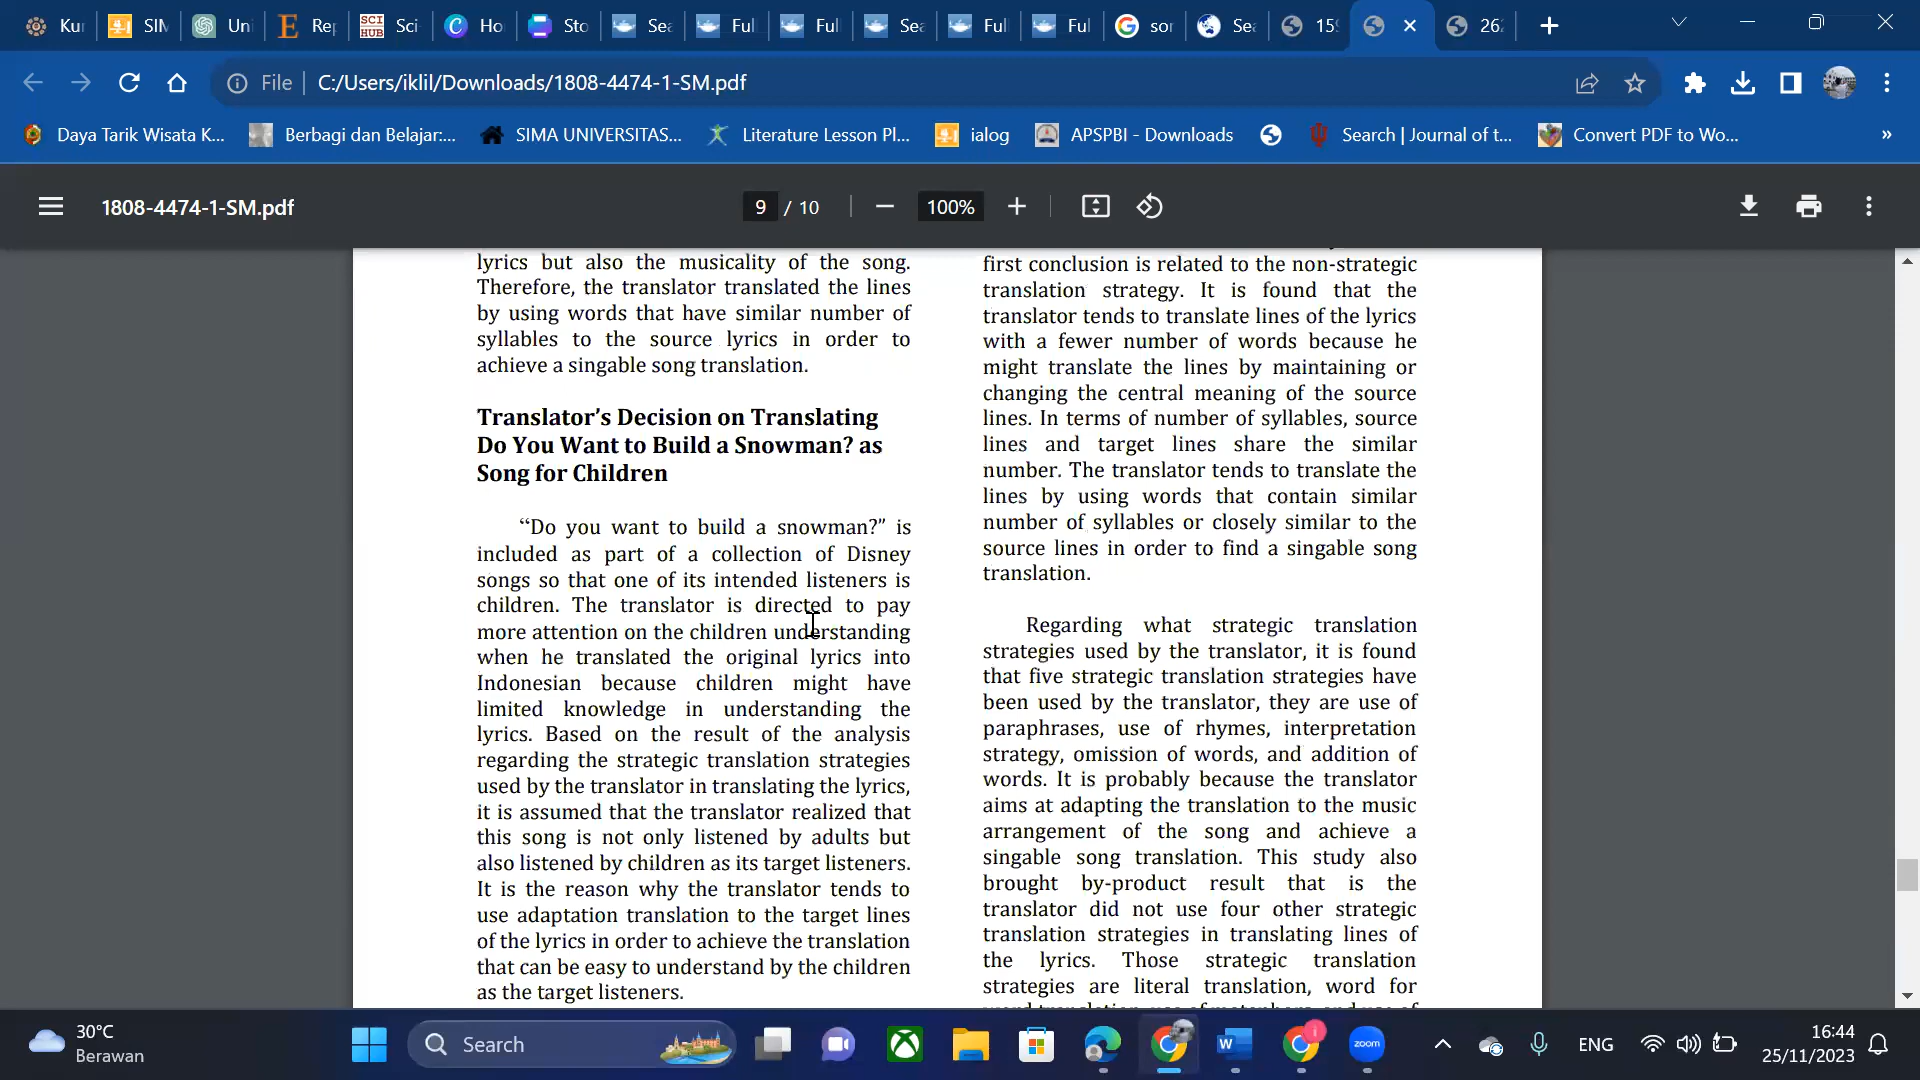 Ku
SIM
Uni
Rep
Sci
Ho
Sto
Sea
Ful
Ful
Sea
Ful
Ful
sor
Sea
159
262
File
C:/Users/iklil/Downloads/1808-4474-1-SM.pdf
Daya Tarik Wisata K...
Berbagi dan Belajar:...
SIMA UNIVERSITAS...
Literature Lesson Pl...
ialog
APSPBI - Downloads
Search | Journal of t...
Convert PDF to Wo...
»
1808-4474-1-SM.pdf
9 / 10
100%
lyrics but also the musicality of the song.
Therefore, the translator translated the lines
by using words that have similar number of
syllables to the source lyrics in order to
achieve a singable song translation.
Translator’s Decision on Translating
Do You Want to Build a Snowman? as
Song for Children
“Do you want to build a snowman?” is
included as part of a collection of Disney
songs so that one of its intended listeners is
children. The translator is directed to pay
more attention on the children understanding
when he translated the original lyrics into
Indonesian because children might have
limited knowledge in understanding the
lyrics. Based on the result of the analysis
regarding the strategic translation strategies
used by the translator in translating the lyrics,
it is assumed that the translator realized that
this song is not only listened by adults but
also listened by children as its target listeners.
It is the reason why the translator tends to
use adaptation translation to the target lines
of the lyrics in order to achieve the translation
that can be easy to understand by the children
as the target listeners.
first conclusion is related to the non-strategic
translation strategy. It is found that the
translator tends to translate lines of the lyrics
with a fewer number of words because he
might translate the lines by maintaining or
changing the central meaning of the source
lines. In terms of number of syllables, source
lines and target lines share the similar
number. The translator tends to translate the
lines by using words that contain similar
number of syllables or closely similar to the
source lines in order to find a singable song
translation.
Regarding what strategic translation
strategies used by the translator, it is found
that five strategic translation strategies have
been used by the translator, they are use of
paraphrases, use of rhymes, interpretation
strategy, omission of words, and addition of
words. It is probably because the translator
aims at adapting the translation to the music
arrangement of the song and achieve a
singable song translation. This study also
brought by-product result that is the
translator did not use four other strategic
translation strategies in translating lines of
the lyrics. Those strategic translation
strategies are literal translation, word for
30°C
Berawan
Search
zoom
ENG
16:44
25/11/2023